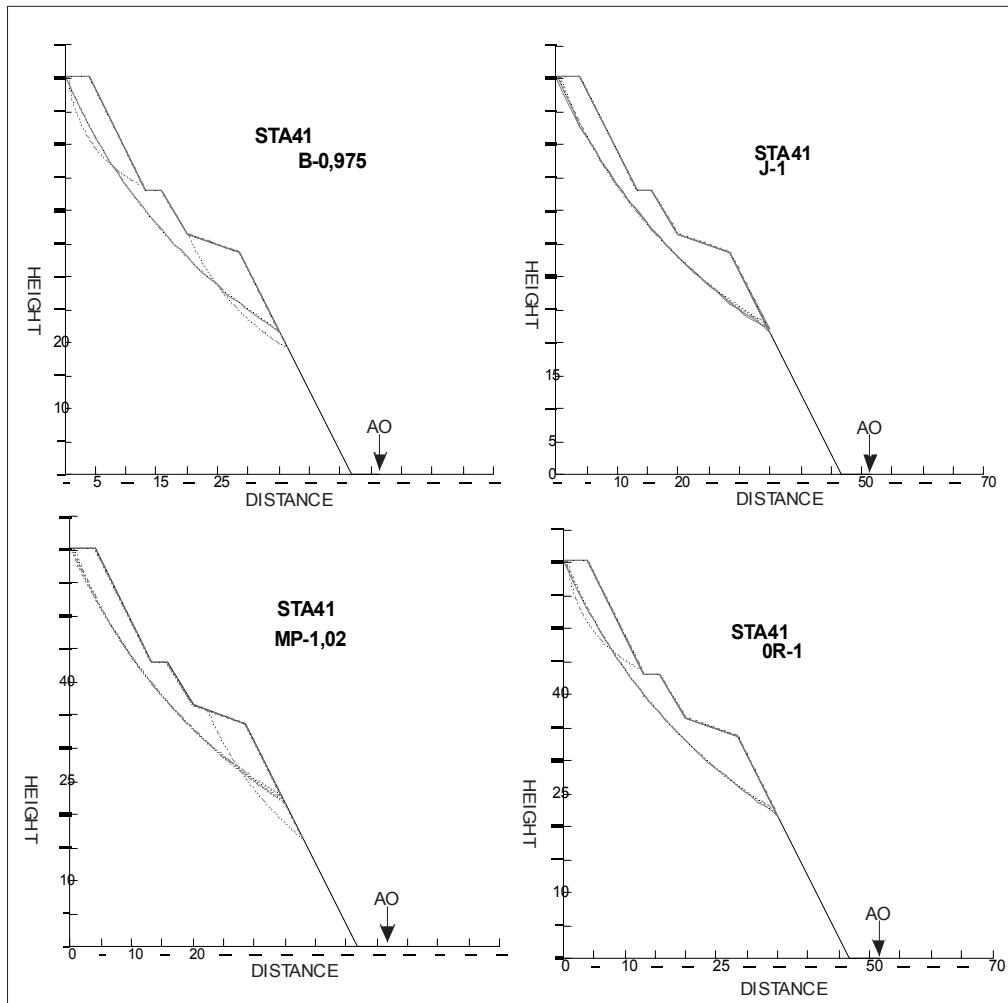 STA41
B-0,975
HEIGHT
20
10
AO
5 15 25
DISTANCE
STA41
J-1
HEIGHT
15
5
0
AO
10 20 50 70
DISTANCE
STA41
MP-1,02
40
HEIGHT
25
10
AO
0 10 20
DISTANCE
STA41
0R-1
40
HEIGHT
25
10
0
AO
0 10 25 50 70
DISTANCE